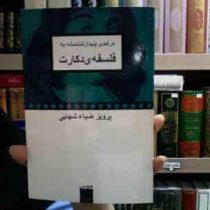 درآمدی پدیدارشناسانه به
فلسفه‌ی دکارت
پرویز ضیاء شهابی